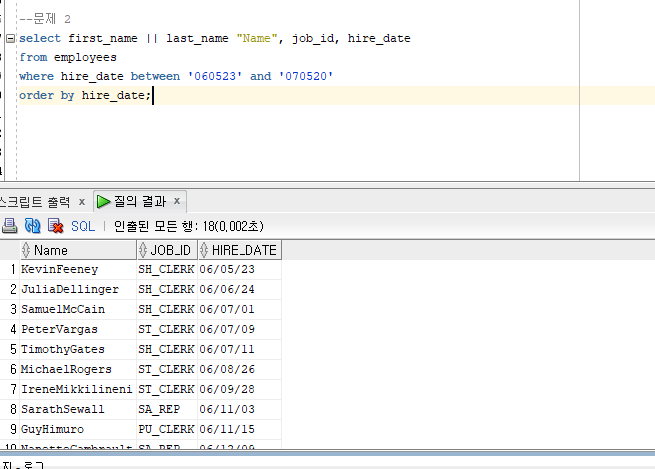 --문제 2
select first_name || last_name "Name", job_id, hire_date
from employees
where hire_date between '060523' and '070520'
order by hire_date;
스크립트 출력 x 질의 결과 x
SQL 인출된 모든 행: 18(0,002초)
Name JOB_ID HIRE_DATE
1 KevinFeeney SH_CLERK 06/05/23
2 JuliaDellinger SH_CLERK 06/06/24
3 SamuelMcCain SH_CLERK 06/07/01
4 PeterVargas ST_CLERK 06/07/09
5 TimothyGates SH_CLERK 06/07/11
6 MichaelRogers ST_CLERK 06/08/26
7 IreneMikkilineni ST_CLERK 06/09/28
8 SarathSewall SA_REP 06/11/03
9 GuyHimuro PU_CLERK 06/11/15
10 NanetteCambrault SA_REP 06/12/09